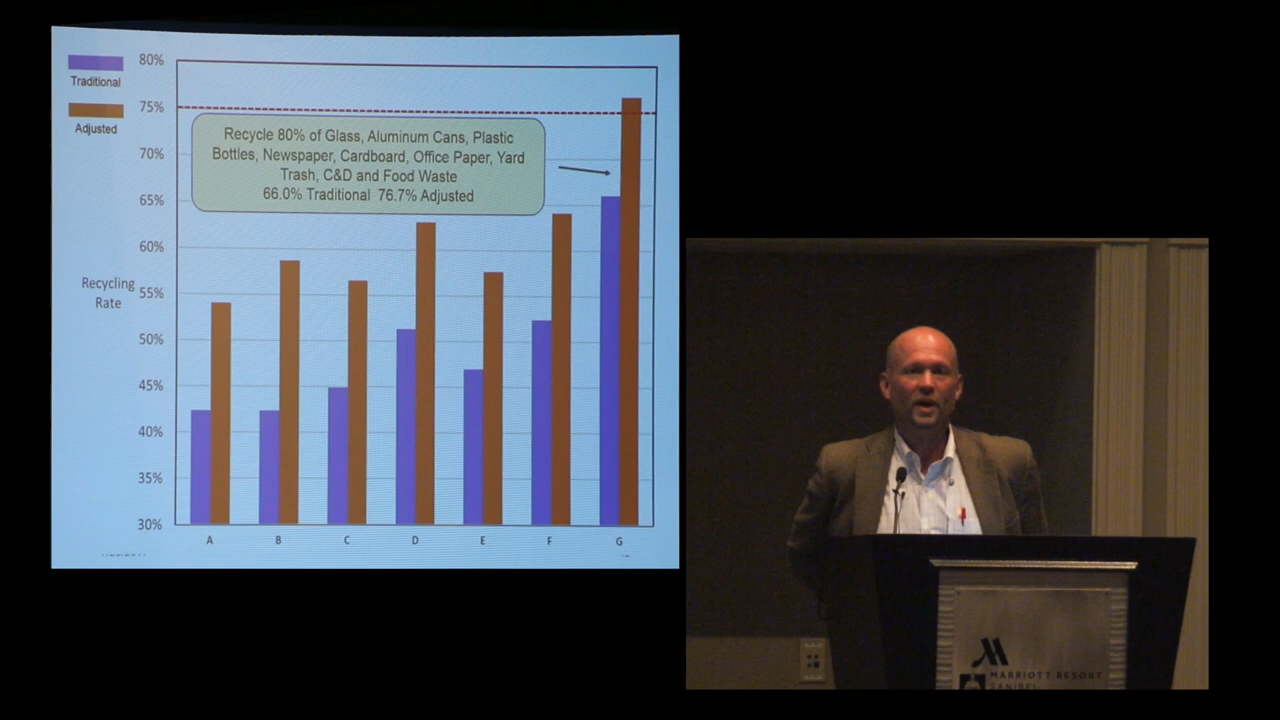 Traditional
Adjusted
80%
75%
70%
65%
60%
55%
50%
45%
40%
35%
30%
Recycling
Rate
Recycle 80% of Glass, Aluminum Cans, Plastic
Bottles, Newspaper, Cardboard, Office Paper, Yard
Trash, C&D and Food Waste
66.0% Traditional 76.7% Adjusted
A B C D E F G
MARRIOTT RESORT
SANIBEL